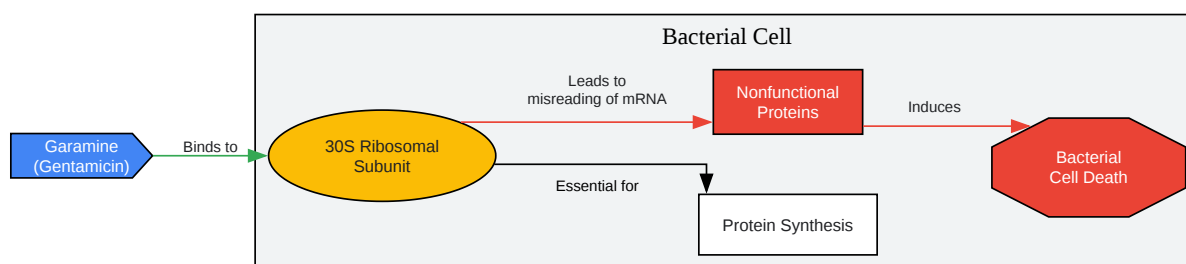 Bacterial Cell
Garamine
(Gentamicin)
Binds to
30S Ribosomal
Subunit
Leads to
misreading of mRNA
Nonfunctional
Proteins
Induces
Bacterial
Cell Death
Essential for
Protein Synthesis